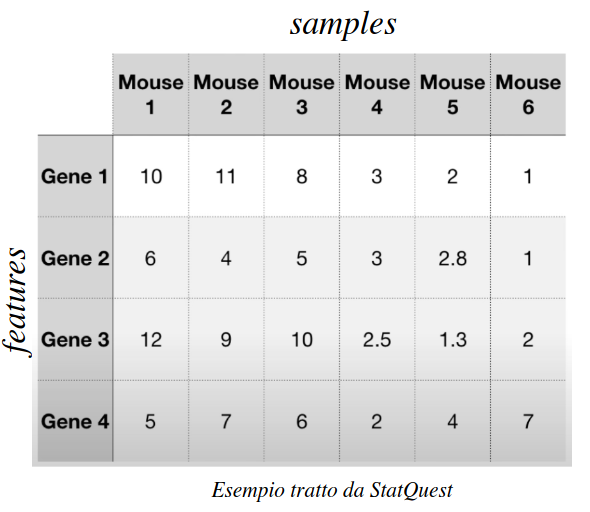 samples
Mouse 1 Mouse 2 Mouse 3 Mouse 4 Mouse 5 Mouse 6
features
Gene 1 10 11 8 3 2 1
Gene 2 6 4 5 3 2.8 1
Gene 3 12 9 10 2.5 1.3 2
Gene 4 5 7 6 2 4 7
Esempio tratto da StatQuest